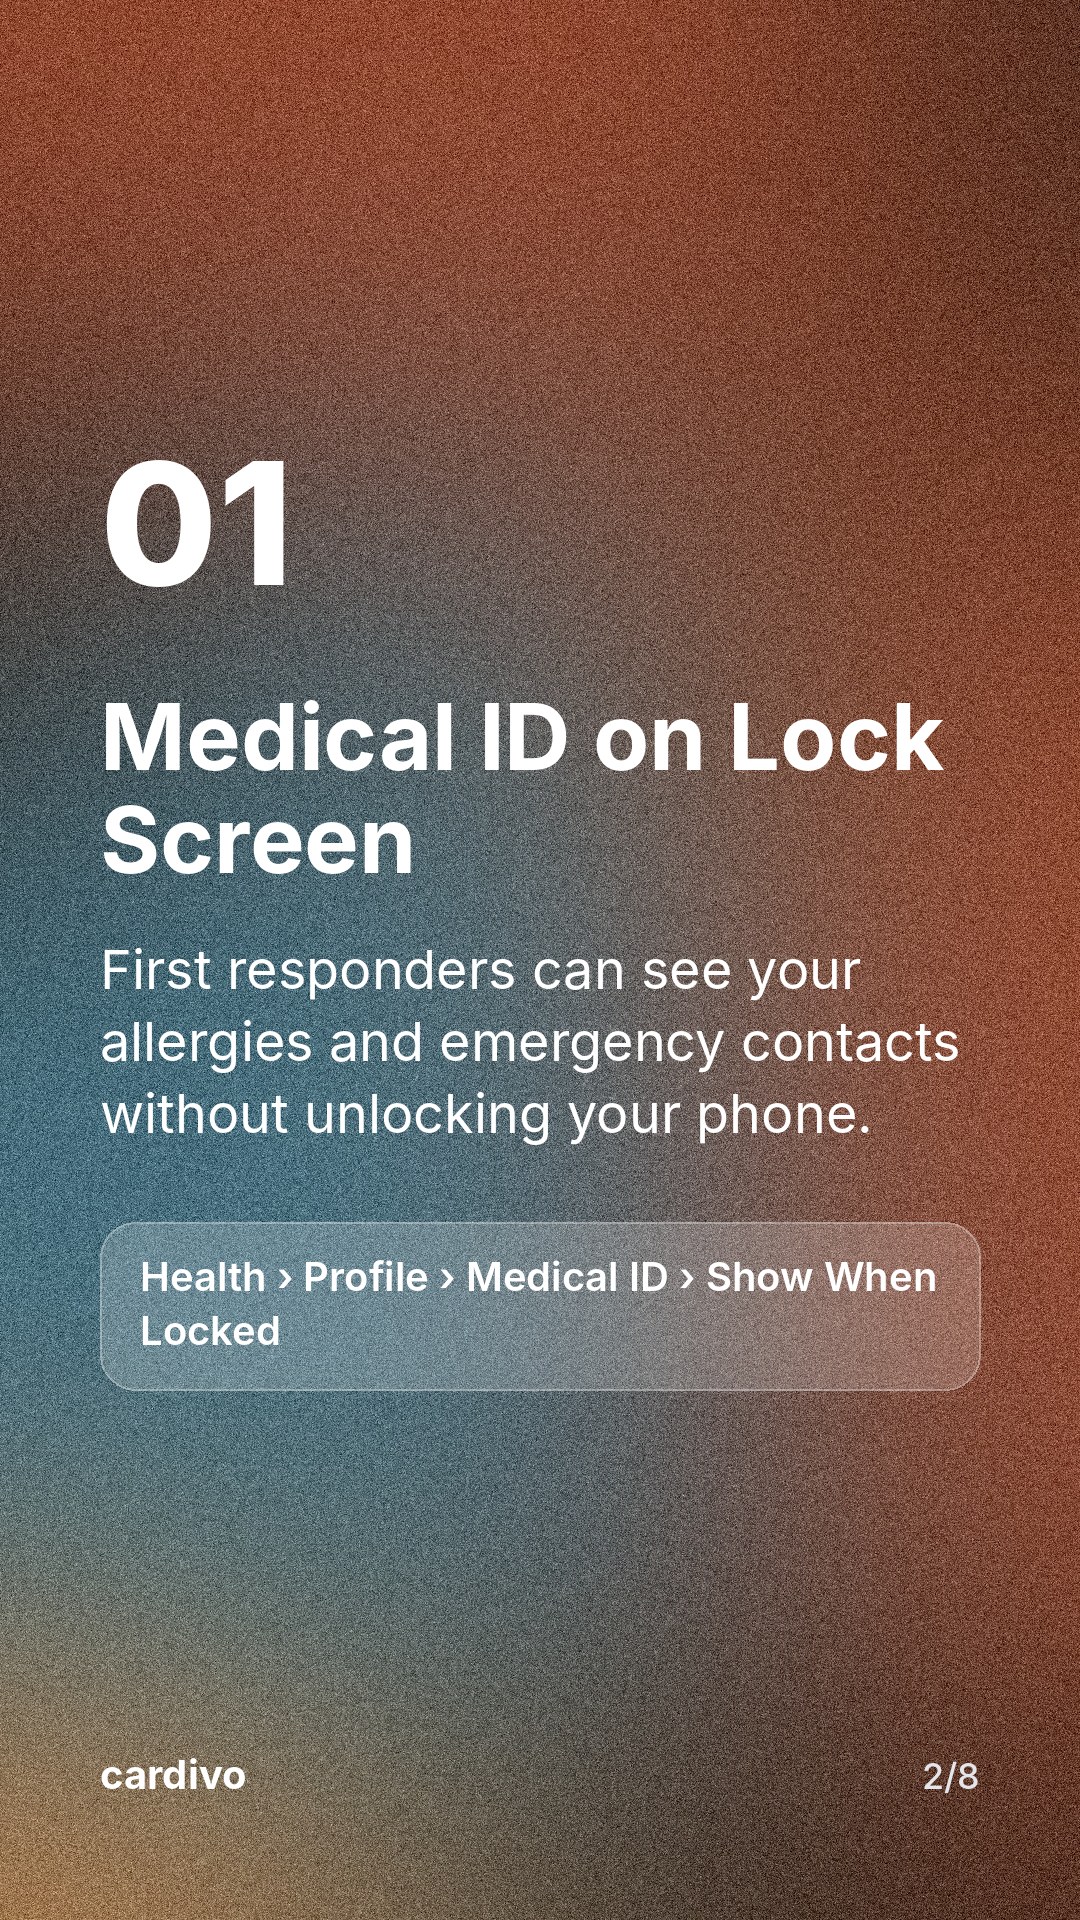 01
Medical ID on Lock
Screen
First responders can see your
allergies and emergency contacts
without unlocking your phone.
Health › Profile › Medical ID › Show When
Locked
cardivo
2/8